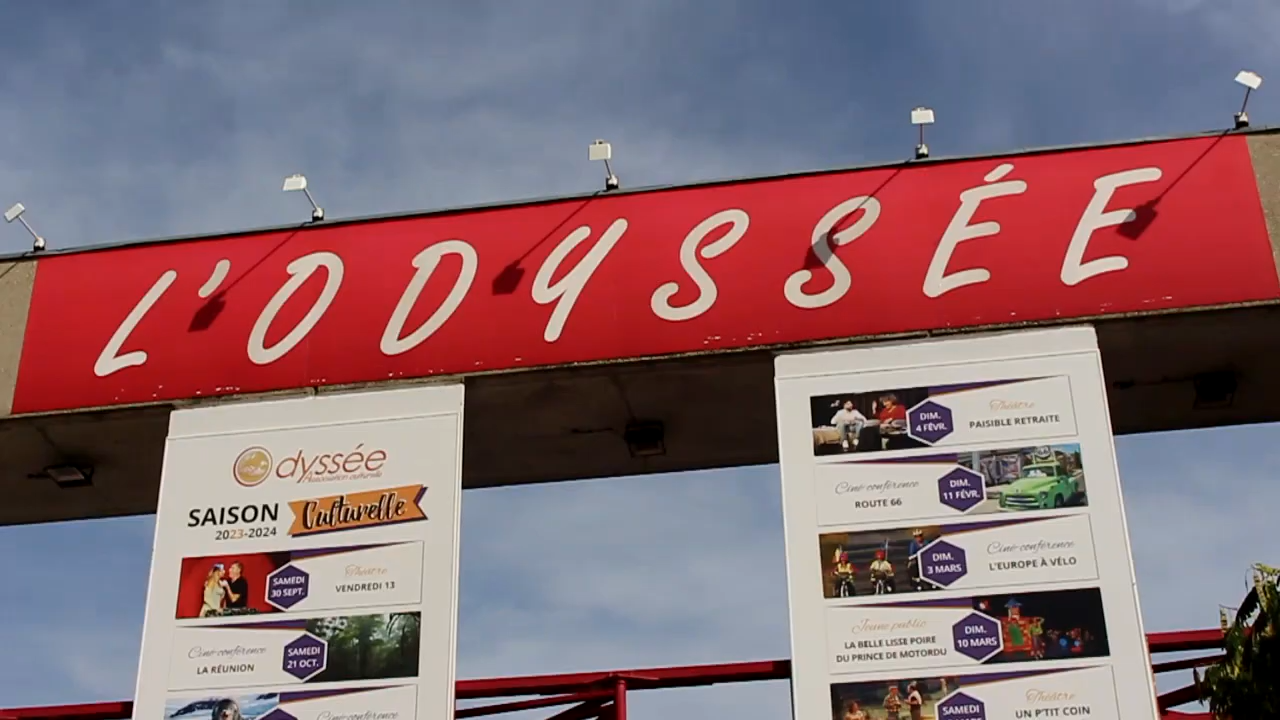 L'ODYSSÉE
Odyssée
Association culturelle
SAISON Culturelle
2023-2024
SAMEDI
30 SEPT.
Théâtre
VENDREDI 13
Ciné-conférence
LA RÉUNION
SAMEDI
21 OCT.
Ciné-conférence
DIM.
4 FÉVR.
Théâtre
PAISIBLE RETRAITE
Ciné-conférence
ROUTE 66
DIM.
11 FÉVR.
DIM.
3 MARS
Ciné-conférence
L'EUROPE À VÉLO
Jeune public
LA BELLE LISSE POIRE
DU PRINCE DE MOTORDU
DIM.
10 MARS
SAMEDI
Théâtre
UN P'TIT COIN